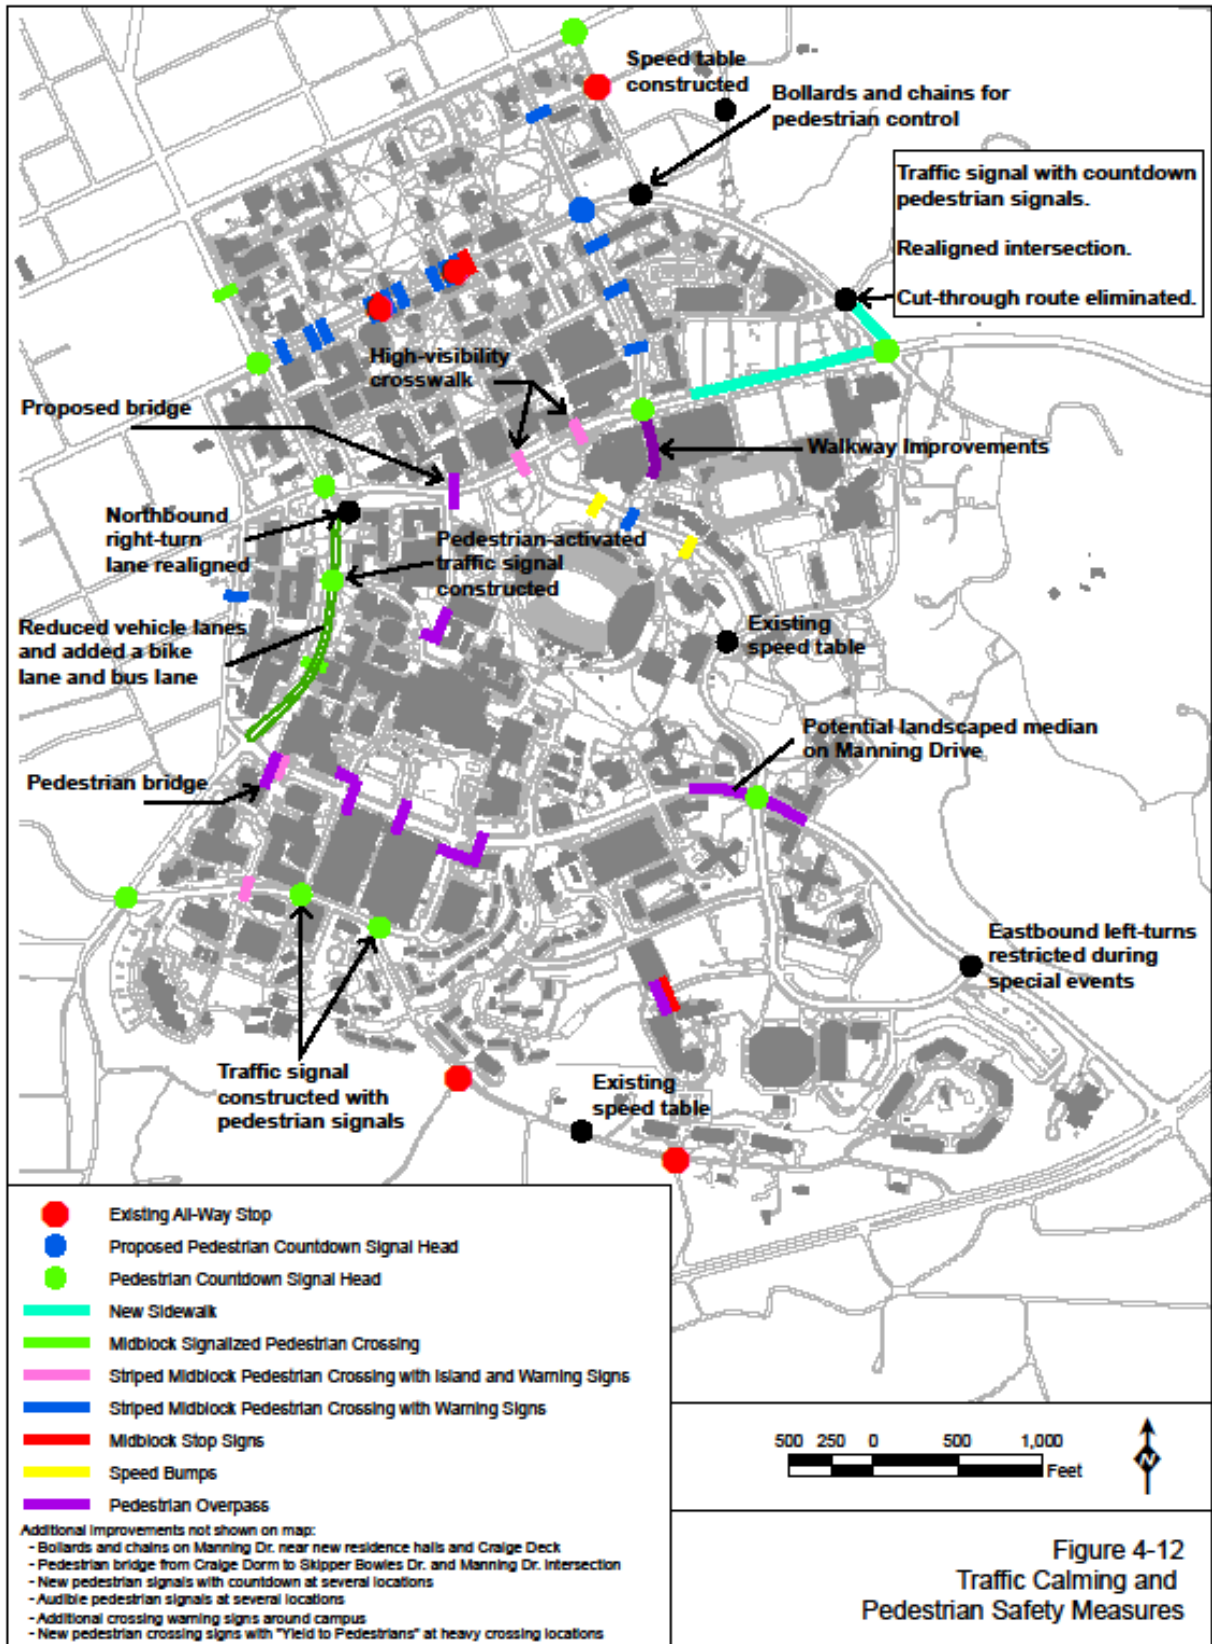 Speed table
constructed
Bollards and chains for
pedestrian control
Traffic signal with countdown
pedestrian signals.
Realigned intersection.
Cut-through route eliminated.
High-visibility
crosswalk
Proposed bridge
Walkway Improvements
Northbound
right-turn
lane realigned
Pedestrian-activated
traffic signal
constructed
Reduced vehicle lanes
and added a bike
lane and bus lane
Existing
speed table
Potential landscaped median
on Manning Drive
Pedestrian bridge
Eastbound left-turns
restricted during
special events
Traffic signal
constructed with
pedestrian signals
Existing
speed table
Existing All-Way Stop
Proposed Pedestrian Countdown Signal Head
Pedestrian Countdown Signal Head
New Sidewalk
Midblock Signalized Pedestrian Crossing
Striped Midblock Pedestrian Crossing with Island and Warning Signs
Striped Midblock Pedestrian Crossing with Warning Signs
Midblock Stop Signs
Speed Bumps
Pedestrian Overpass
Additional improvements not shown on map:
- Bollards and chains on Manning Dr. near new residence halls and Craige Deck
- Pedestrian bridge from Craige Dorm to Skipper Bowles Dr. and Manning Dr. intersection
- New pedestrian signals with countdown at several locations
- Audible pedestrian signals at several locations
- Additional crossing warning signs around campus
- New pedestrian crossing signs with "Yield to Pedestrians" at heavy crossing locations
500 250 0 500 1,000
Feet
N
Figure 4-12
Traffic Calming and
Pedestrian Safety Measures